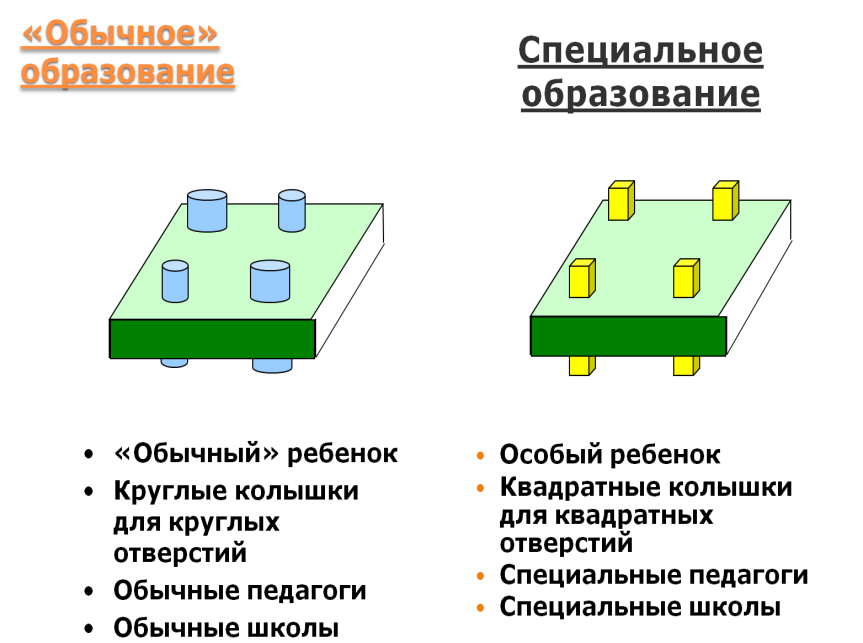 «Обычное»
образование
Специальное
образование
• «Обычный» ребенок
• Круглые колышки
для круглых
отверстий
• Обычные педагоги
• Обычные школы
• Особый ребенок
• Квадратные колышки
для квадратных
отверстий
• Специальные педагоги
• Специальные школы